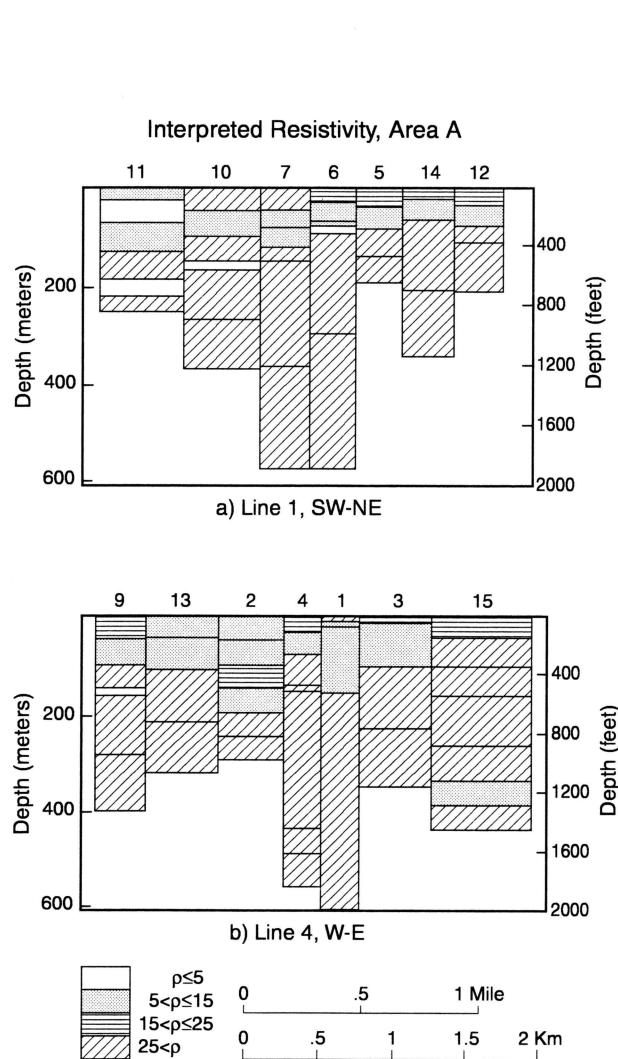 Interpreted Resistivity, Area A
11 10 7 6 5 14 12
Depth (meters)
200
400
600
400
800
1200
1600
2000
Depth (feet)
a) Line 1, SW-NE
9 13 2 4 1 3 15
Depth (meters)
200
400
600
400
800
1200
1600
2000
Depth (feet)
b) Line 4, W-E
ρ≤5
5<ρ≤15
15<ρ≤25
25<ρ
0 .5 1 Mile
0 .5 1 1.5 2 Km